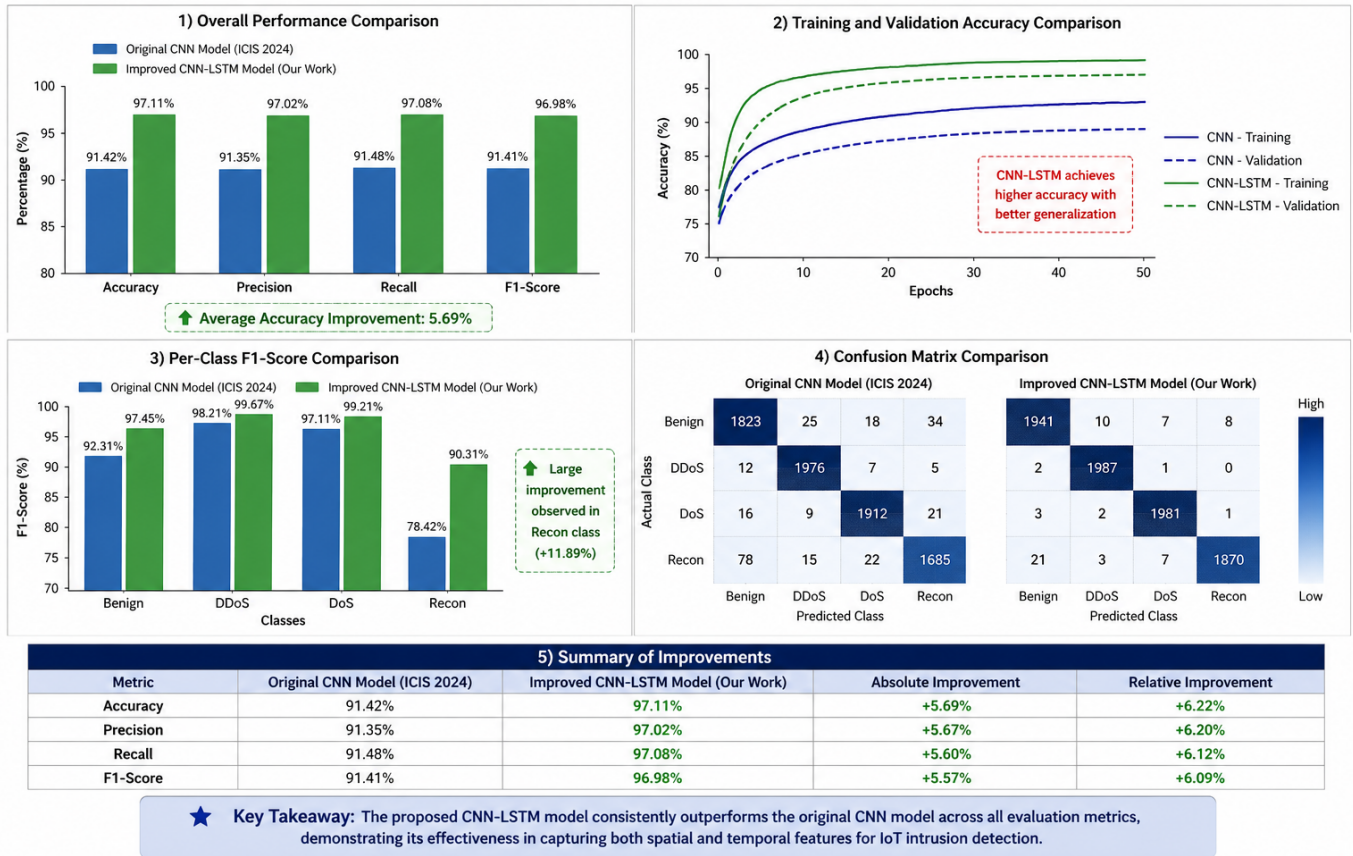 1) Overall Performance Comparison
Original CNN Model (ICIS 2024)
Improved CNN-LSTM Model (Our Work)
Percentage (%)
100
95
90
85
80
91.42%
97.11%
91.35%
97.02%
91.48%
97.08%
91.41%
96.98%
Accuracy
Precision
Recall
F1-Score
Average Accuracy Improvement: 5.69%
2) Training and Validation Accuracy Comparison
Accuracy (%)
100
95
90
85
80
75
70
0
10
20
30
40
50
Epochs
CNN-LSTM achieves
higher accuracy with
better generalization
CNN - Training
CNN - Validation
CNN-LSTM - Training
CNN-LSTM - Validation
3) Per-Class F1-Score Comparison
Original CNN Model (ICIS 2024)
Improved CNN-LSTM Model (Our Work)
F1-Score (%)
100
95
90
85
80
75
70
92.31%
97.45%
98.21%
99.67%
97.11%
99.21%
78.42%
90.31%
Benign
DDoS
DoS
Recon
Classes
Large
improvement
observed in
Recon class
(+11.89%)
4) Confusion Matrix Comparison
Original CNN Model (ICIS 2024)
Actual Class
Benign 1823 25 18 34
DDoS 12 1976 7 5
DoS 16 9 1912 21
Recon 78 15 22 1685
Benign DDoS DoS Recon
Predicted Class
Improved CNN-LSTM Model (Our Work)
1941 10 7 8
2 1987 1 0
3 2 1981 1
21 3 7 1870
Benign DDoS DoS Recon
Predicted Class
High
Low
5) Summary of Improvements
Metric Original CNN Model (ICIS 2024) Improved CNN-LSTM Model (Our Work) Absolute Improvement Relative Improvement
Accuracy 91.42% 97.11% +5.69% +6.22%
Precision 91.35% 97.02% +5.67% +6.20%
Recall 91.48% 97.08% +5.60% +6.12%
F1-Score 91.41% 96.98% +5.57% +6.09%
Key Takeaway: The proposed CNN-LSTM model consistently outperforms the original CNN model across all evaluation metrics,
demonstrating its effectiveness in capturing both spatial and temporal features for IoT intrusion detection.